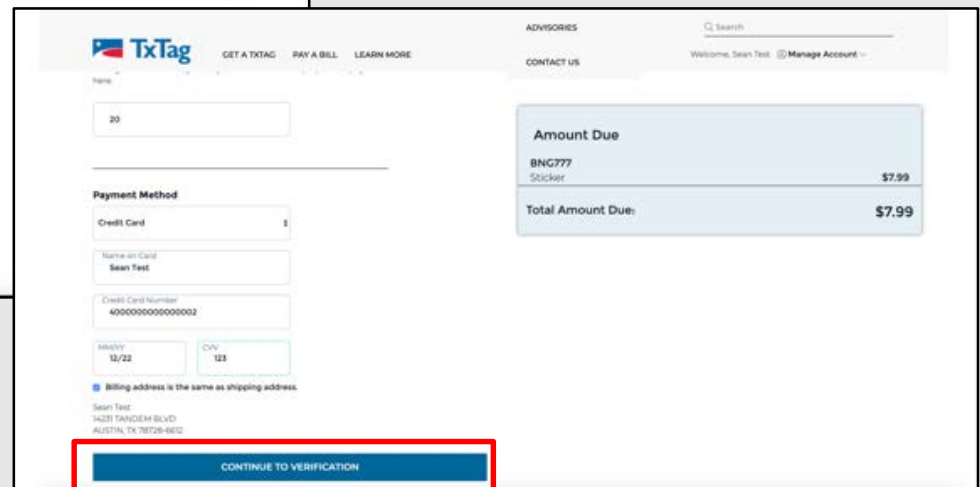 TxTag
GET A TXTAG PAY A BILL LEARN MORE
ADVISORIES
CONTACT US
Search
Welcome, Sean Test Manage Account
here.
20
Payment Method
Credit Card
Name on Card
Sean Test
Credit Card Number
4000000000000002
MM/YY
12/22
CVV
123
Billing address is the same as shipping address.
Sean Test
14231 TANDEM BLVD
AUSTIN, TX 78728-6612
CONTINUE TO VERIFICATION
Amount Due
BNG777
Sticker $7.99
Total Amount Due: $7.99